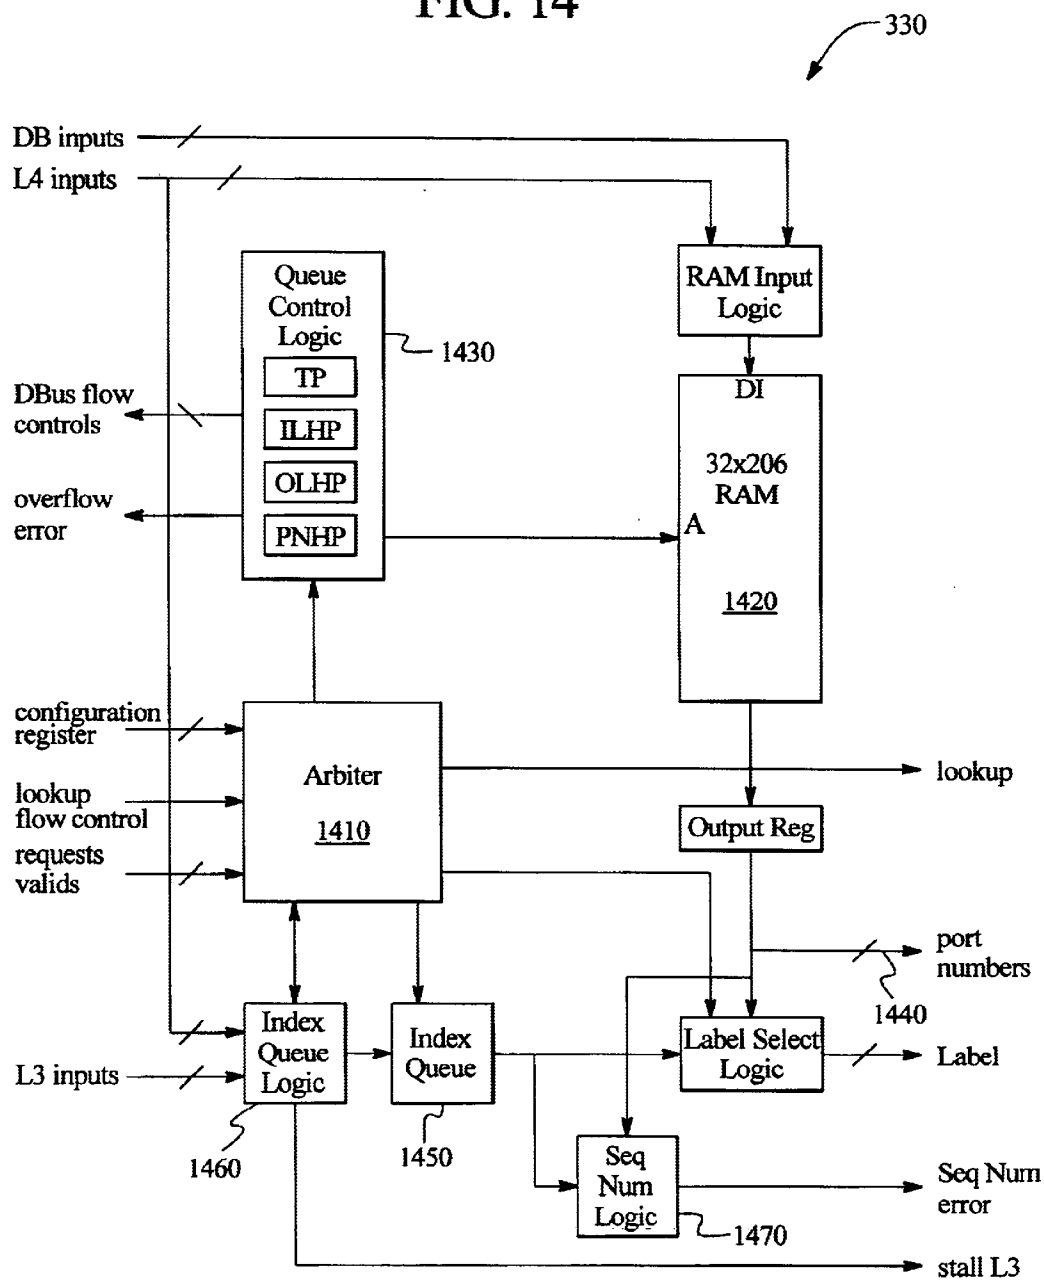 FIG. 14
330
DB inputs
L4 inputs
Queue
Control
Logic
1430
TP
ILHP
OLHP
PNHP
DBus flow
controls
overflow
error
RAM Input
Logic
DI
32x206
RAM
A
1420
configuration
register
lookup
flow control
requests
valids
Arbiter
1410
lookup
Output Reg
port
numbers
1440
Index
Queue
Logic
Index
Queue
Label Select
Logic
Label
L3 inputs
1460
1450
Seq
Num
Logic
1470
Seq Num
error
stall L3